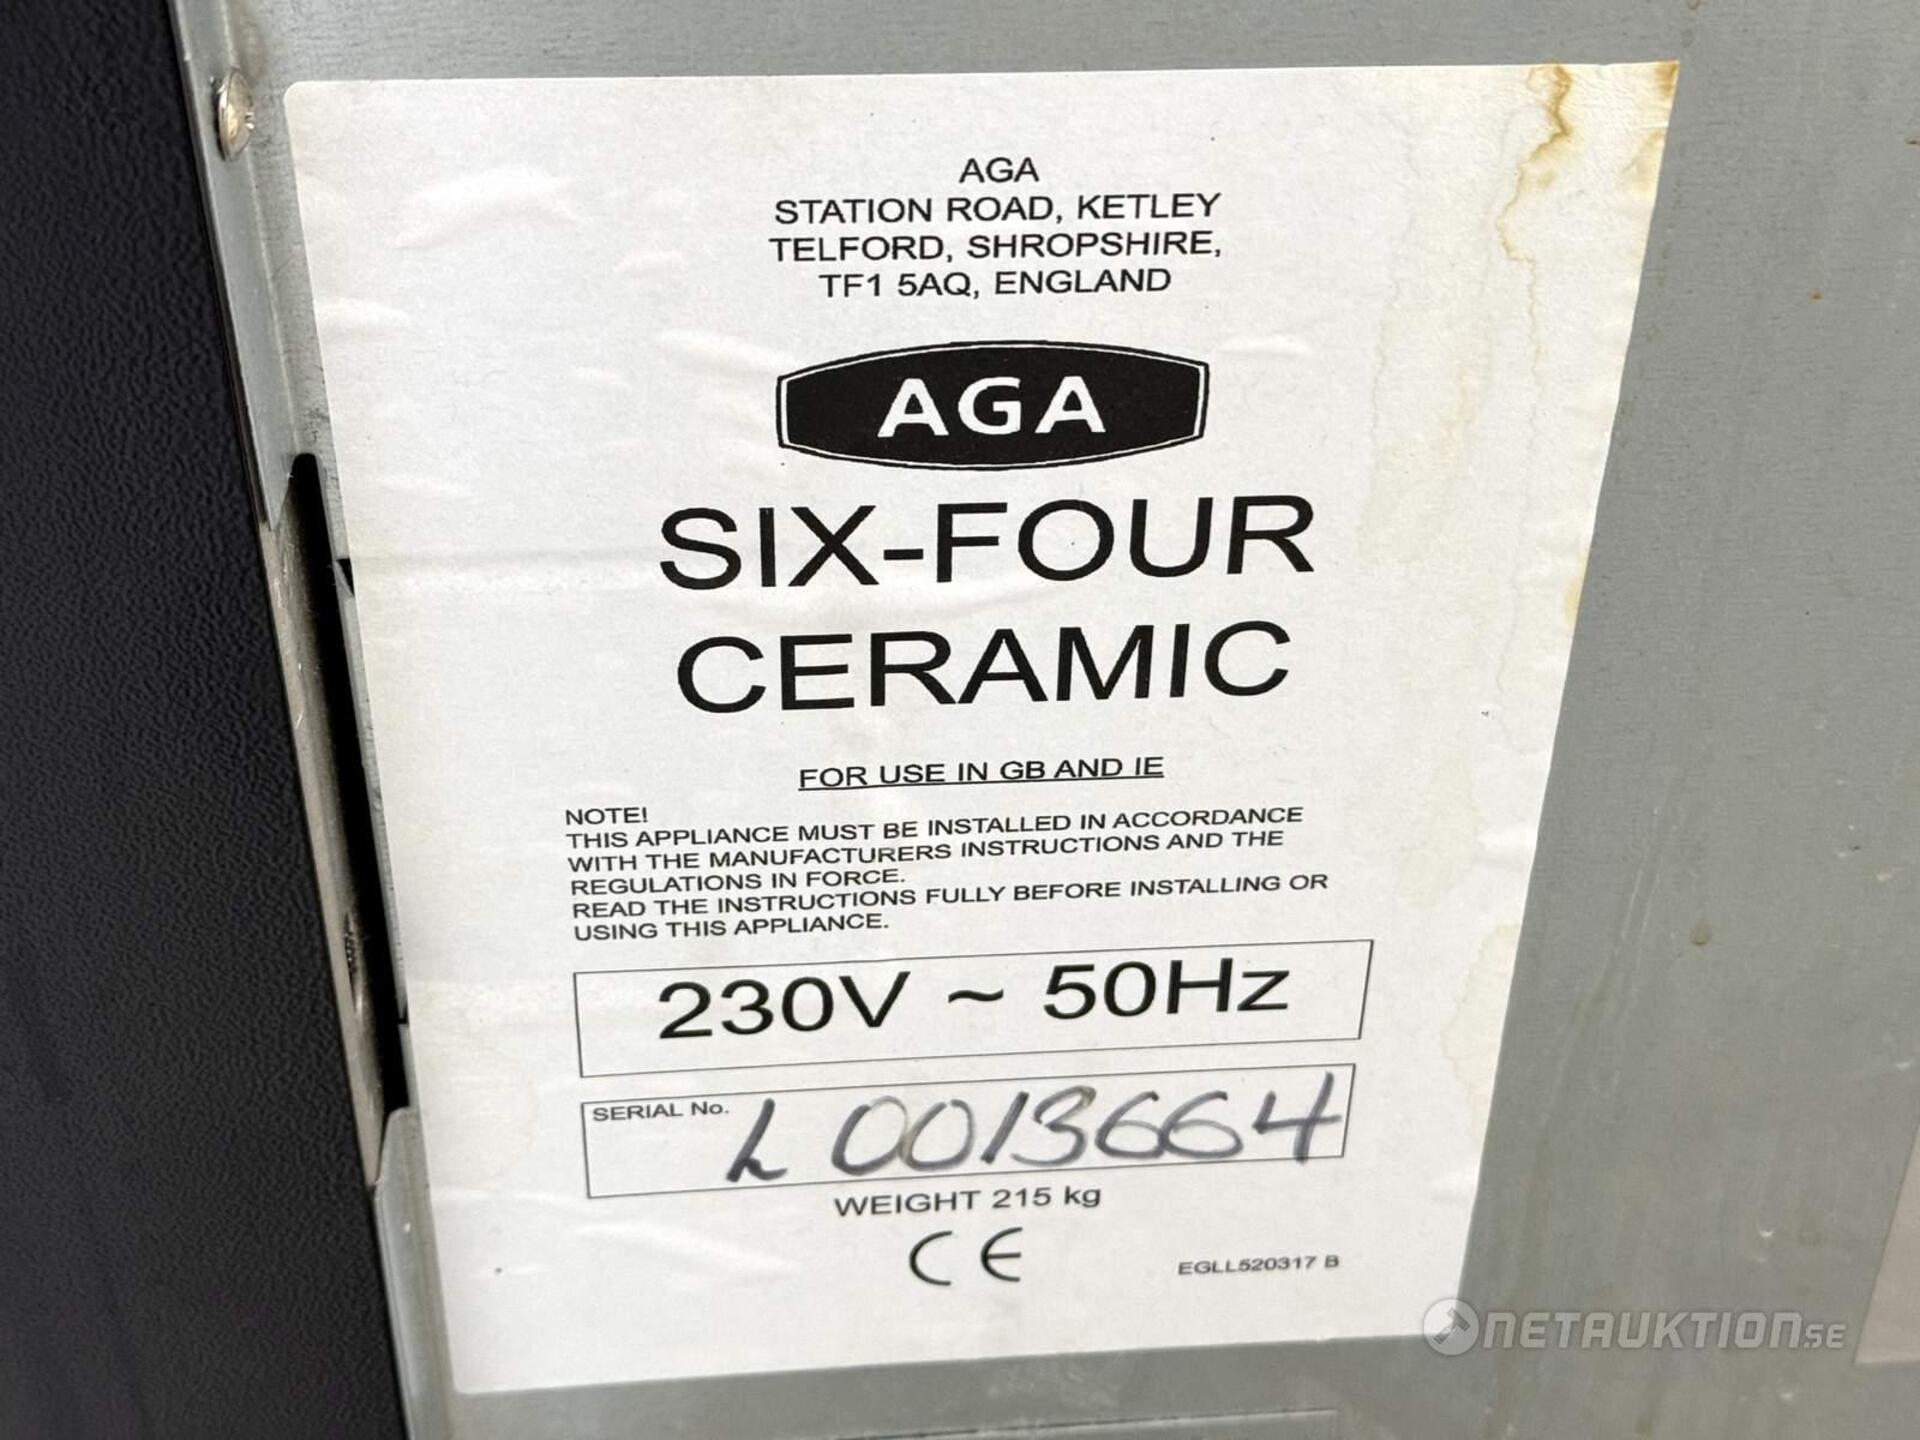 AGA
STATION ROAD, KETLEY
TELFORD, SHROPSHIRE,
TF1 5AQ, ENGLAND
AGA
SIX-FOUR
CERAMIC
FOR USE IN GB AND IE
NOTE!
THIS APPLIANCE MUST BE INSTALLED IN ACCORDANCE
WITH THE MANUFACTURERS INSTRUCTIONS AND THE
REGULATIONS IN FORCE.
READ THE INSTRUCTIONS FULLY BEFORE INSTALLING OR
USING THIS APPLIANCE.
230V ~ 50Hz
SERIAL No. L0013664
WEIGHT 215 kg
CE
EGLL520317 B
NETAUKTION.SE